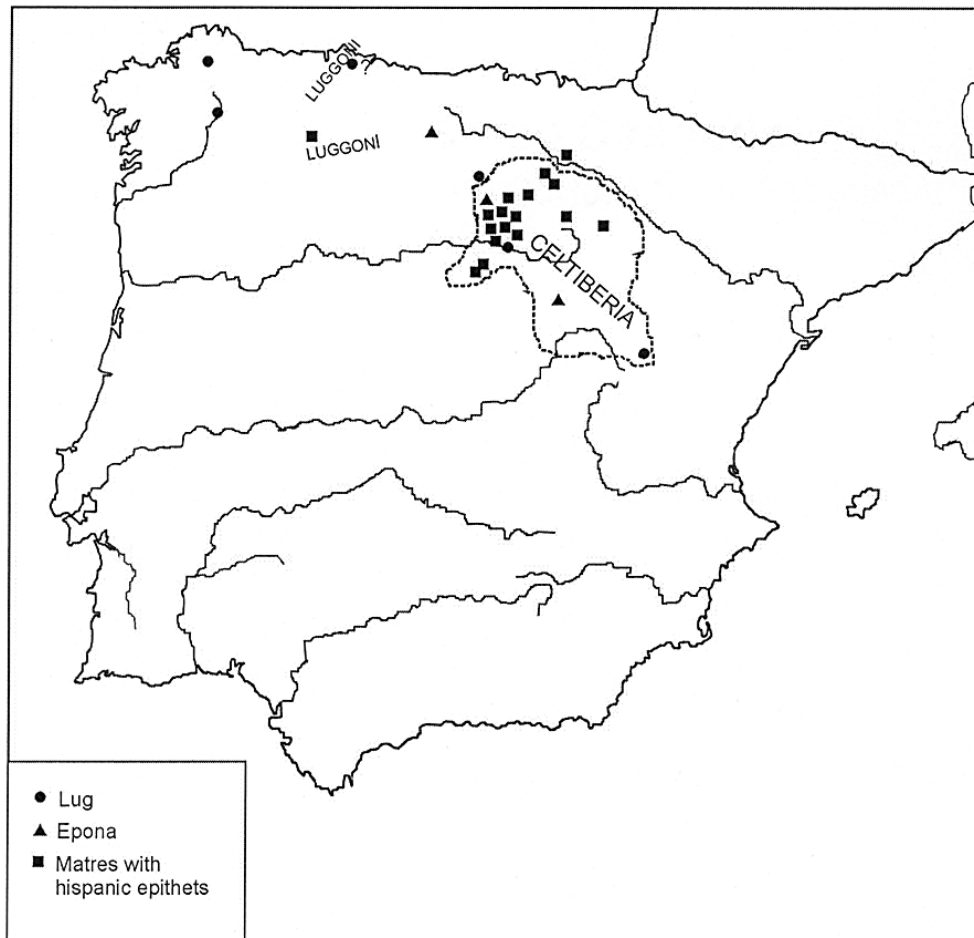 LUGGONI
?
LUGGONI
CELTIBERIA
Lug
Epona
Matres with
hispanic epithets